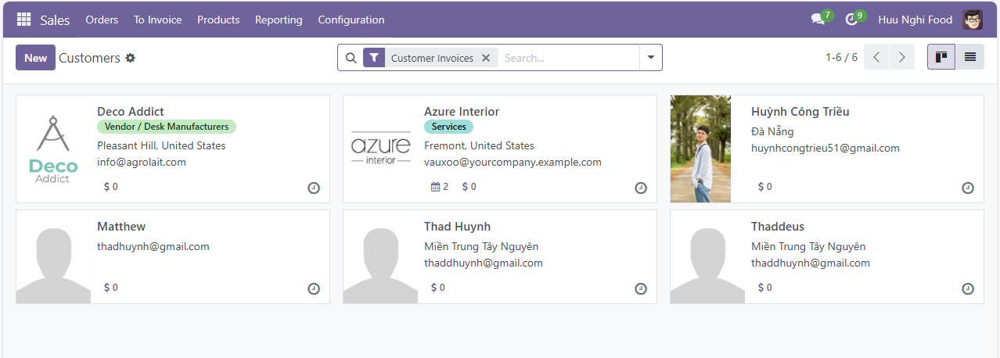 Sales Orders To Invoice Products Reporting Configuration 7 9 Huu Nghi Food
New Customers Customer Invoices Search... 1-6 / 6
Deco Addict
Vendor / Desk Manufacturers
Pleasant Hill, United States
info@agrolait.com
$ 0
Deco
Addict
Azure Interior
Services
Fremont, United States
vauxoo@yourcompany.example.com
2 $ 0
azure
interior
Huỳnh Công Triều
Đà Nẵng
huynhcongtrieu51@gmail.com
$ 0
Matthew
thadhuynh@gmail.com
$ 0
Thad Huynh
Miền Trung Tây Nguyên
thaddhuynh@gmail.com
$ 0
Thaddeus
Miền Trung Tây Nguyên
thaddhuynh@gmail.com
$ 0